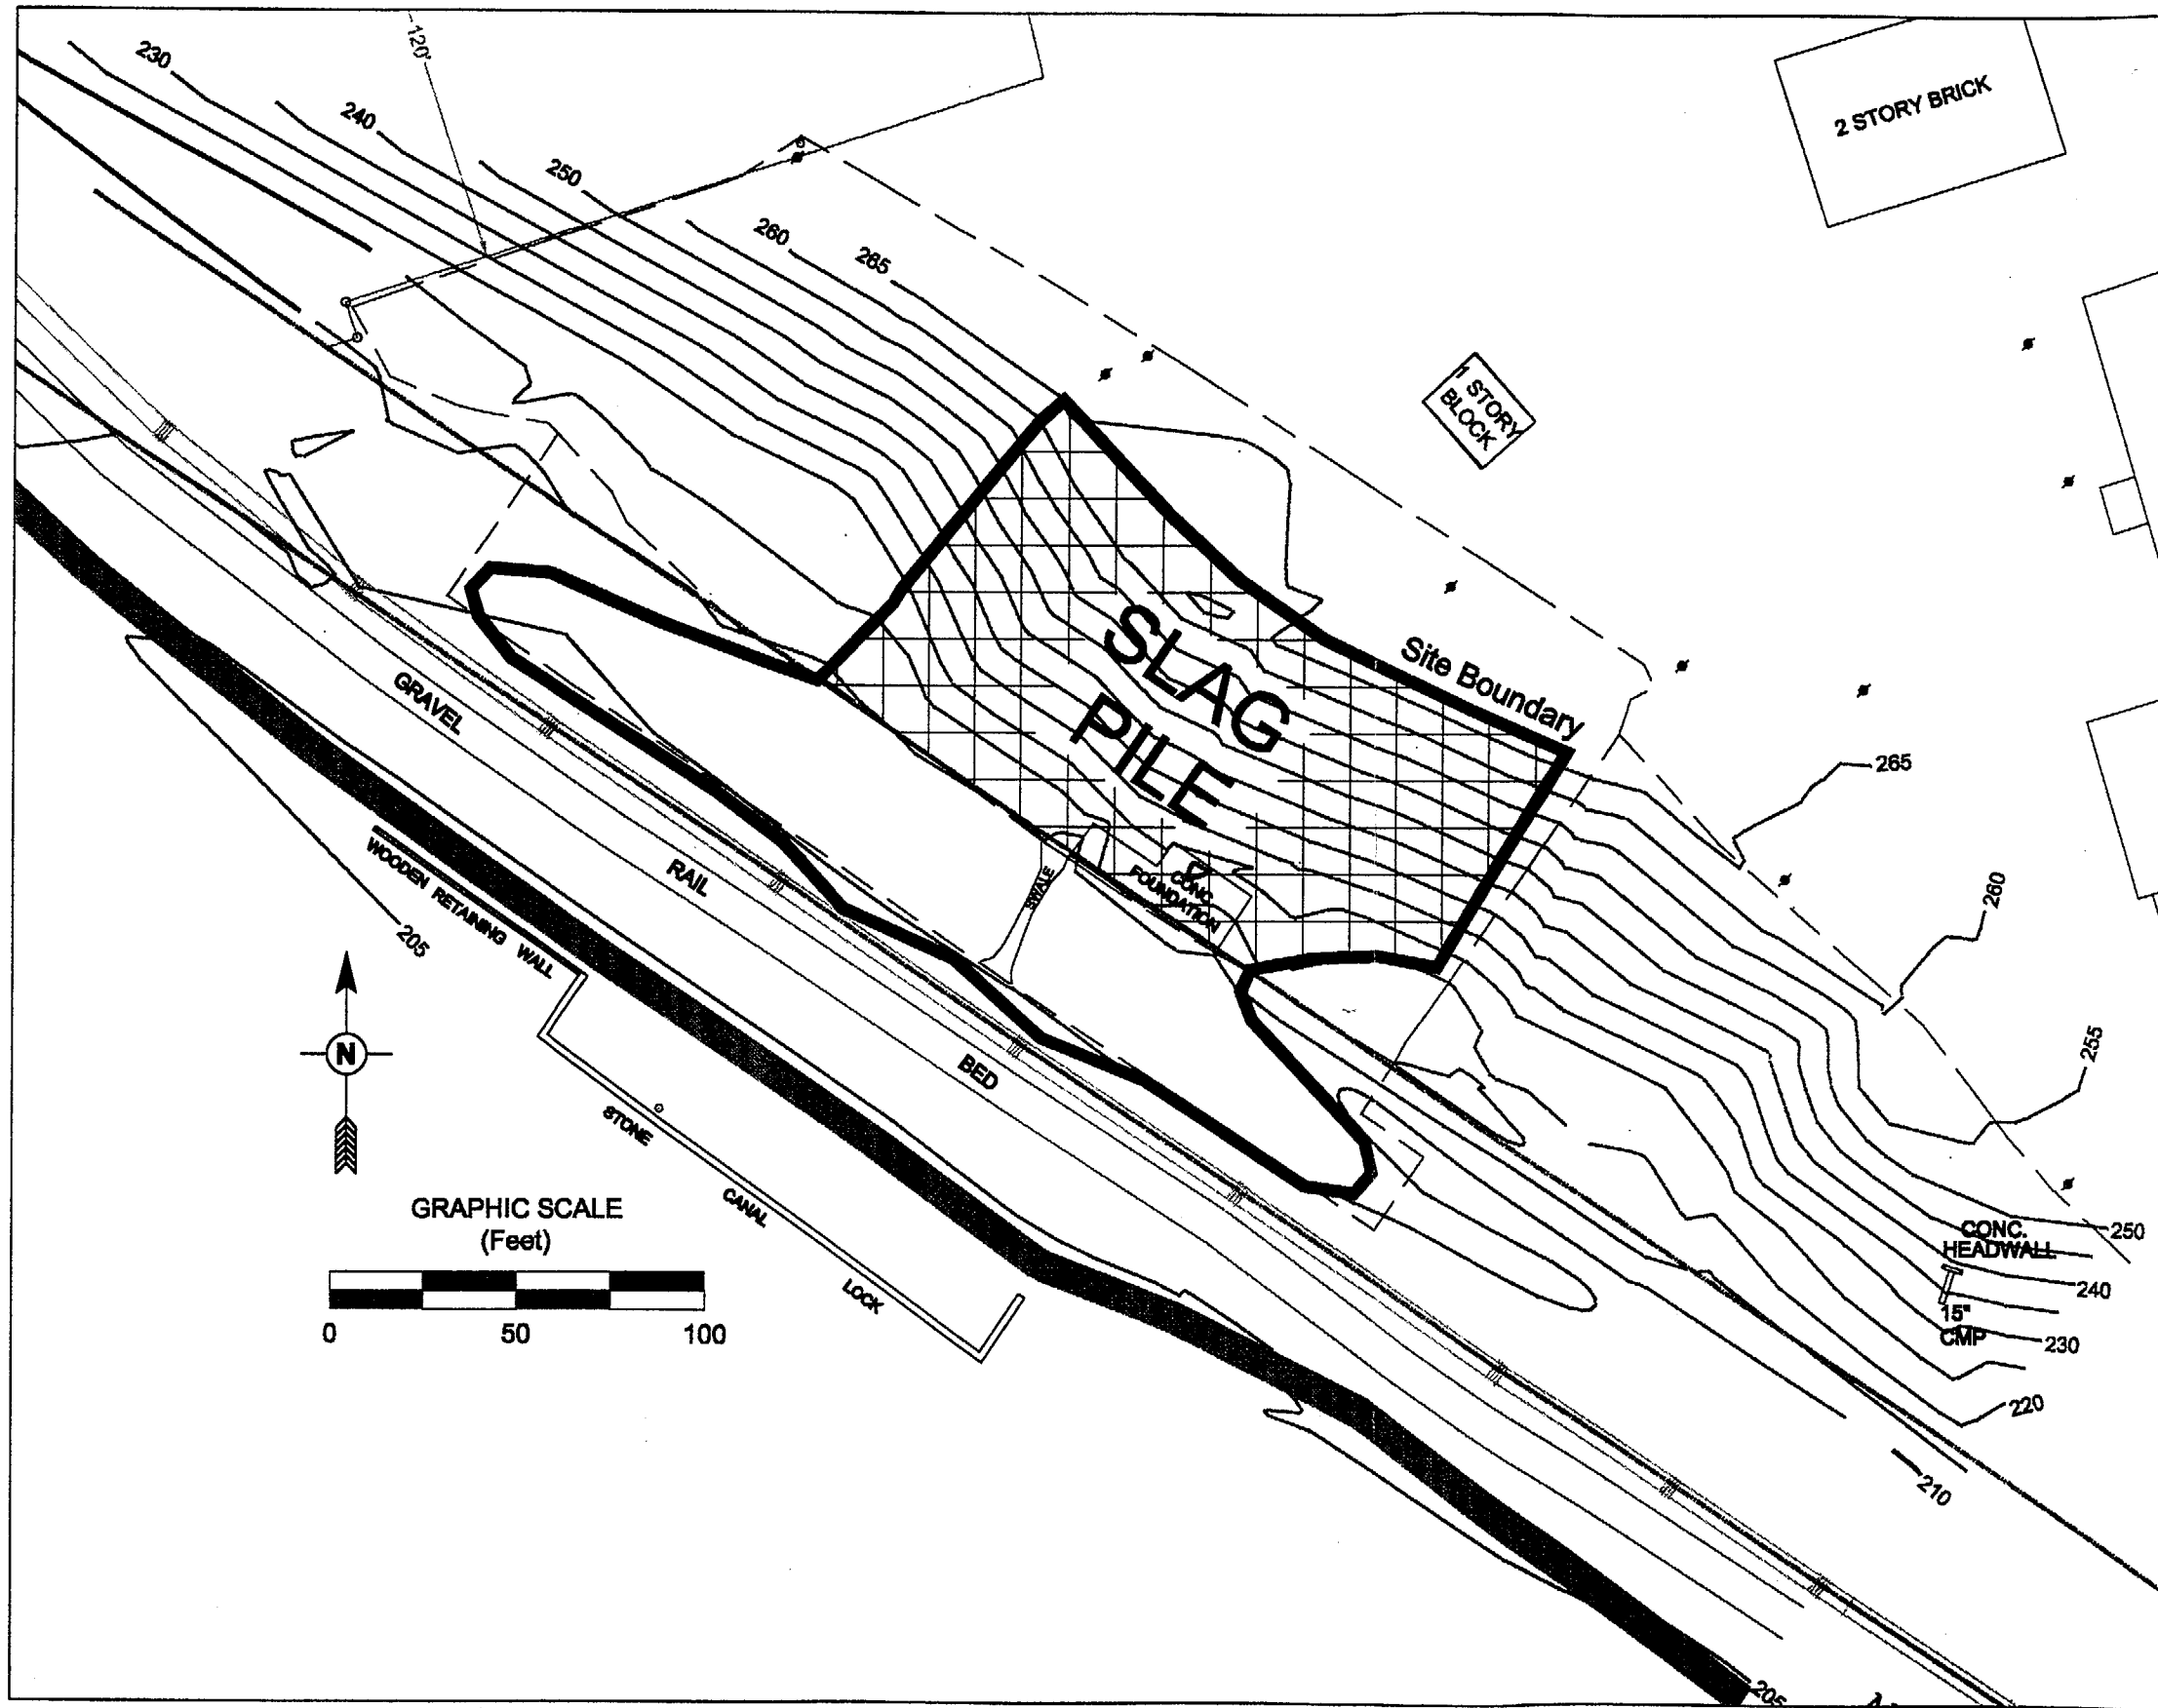 120'
230
240
250
260
265
2 STORY BRICK
1 STORY
BLOCK
SLAG
PILE
Site Boundary
265
260
255
250
240
230
220
210
205
GRAVEL
RAIL
BED
WOODEN RETAINING WALL
205
SWALE
CONC.
FOUNDATION
STONE
CANAL
LOCK
N
GRAPHIC SCALE
(Feet)
0 50 100
CONC.
HEADWALL
15"
CMP